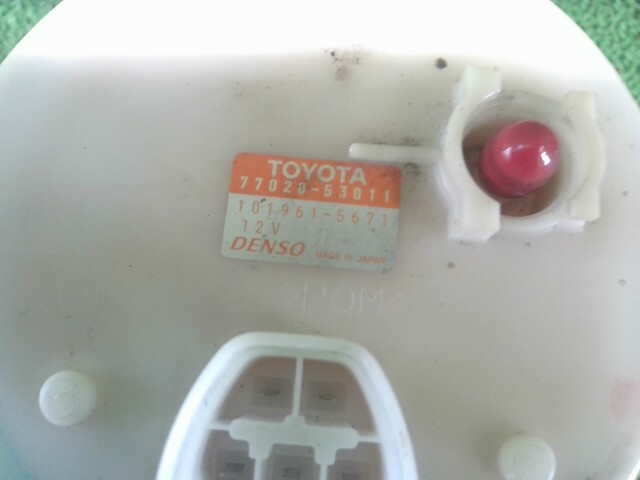 TOYOTA
77020-53011
101961-5671
12V
DENSO MADE IN JAPAN
>POM<